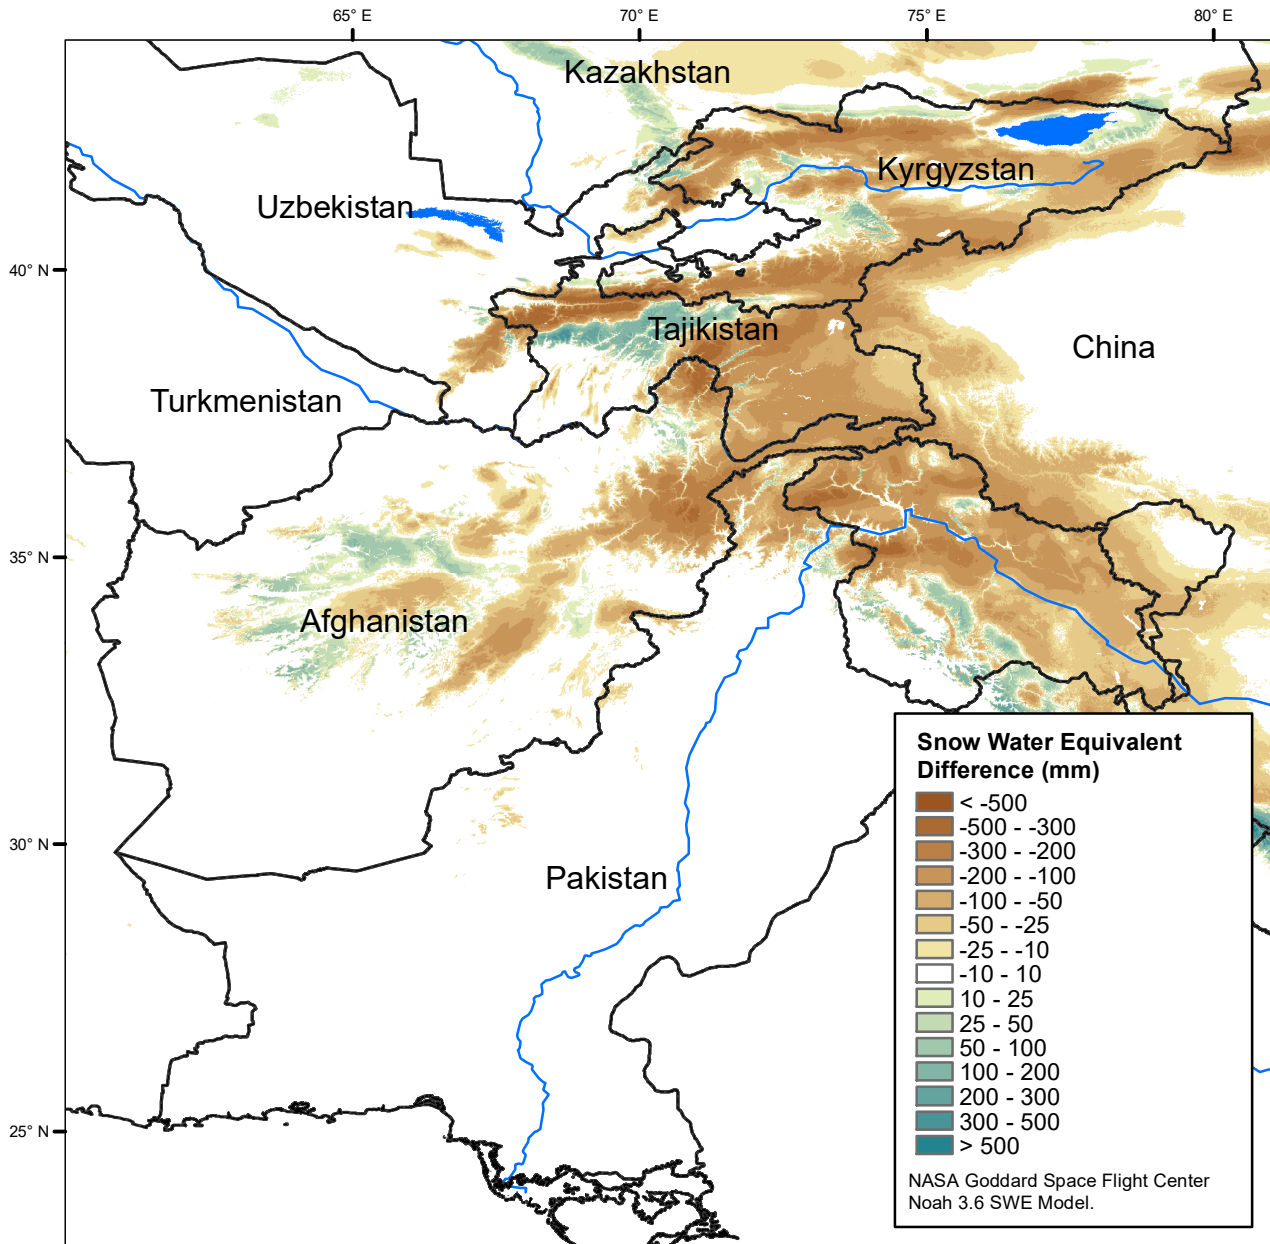 65° E
70° E
75° E
80° E
Kazakhstan
Kyrgyzstan
Uzbekistan
40° N
Tajikistan
China
Turkmenistan
35° N
Afghanistan
Snow Water Equivalent
Difference (mm)
< -500
-500 - -300
-300 - -200
-200 - -100
-100 - -50
-50 - -25
-25 - -10
-10 - 10
10 - 25
25 - 50
50 - 100
100 - 200
200 - 300
300 - 500
> 500
NASA Goddard Space Flight Center
Noah 3.6 SWE Model.
30° N
Pakistan
25° N